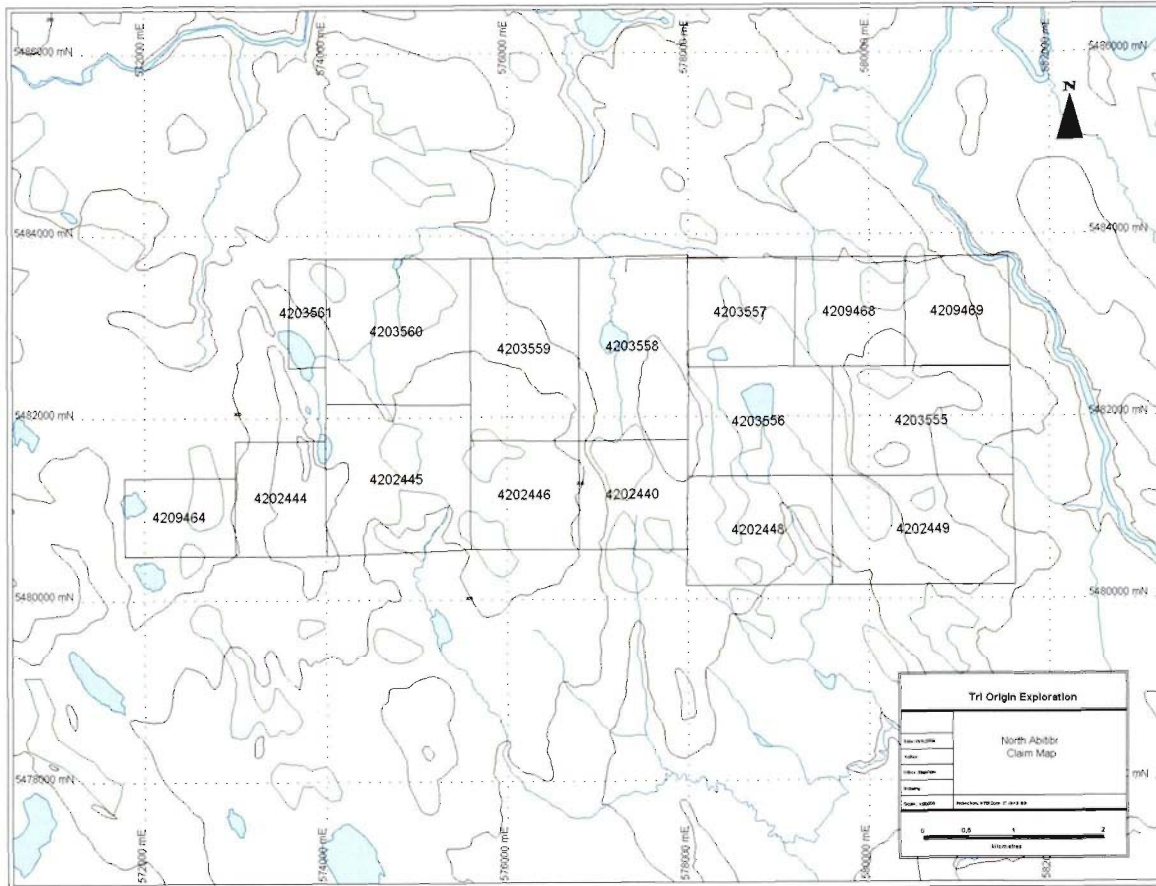 572000 mE
574000 mE
576000 mE
578000 mE
580000 mE
582000 mE
5486000 mN
5486000 mN
N
5484000 mN
5484000 mN
4203561
4203560
4203559
4203558
4203557
4209468
4209469
5482000 mN
5482000 mN
4203556
4203555
4209464
4202444
4202445
4202446
4202440
4202448
4202449
5480000 mN
5480000 mN
Tri Origin Exploration
North Abitibi
Claim Map
5478000 mN
mN
0 0.5 1 2
kilometres
572000 mE
574000 mE
576000 mE
578000 mE
580000 mE
582